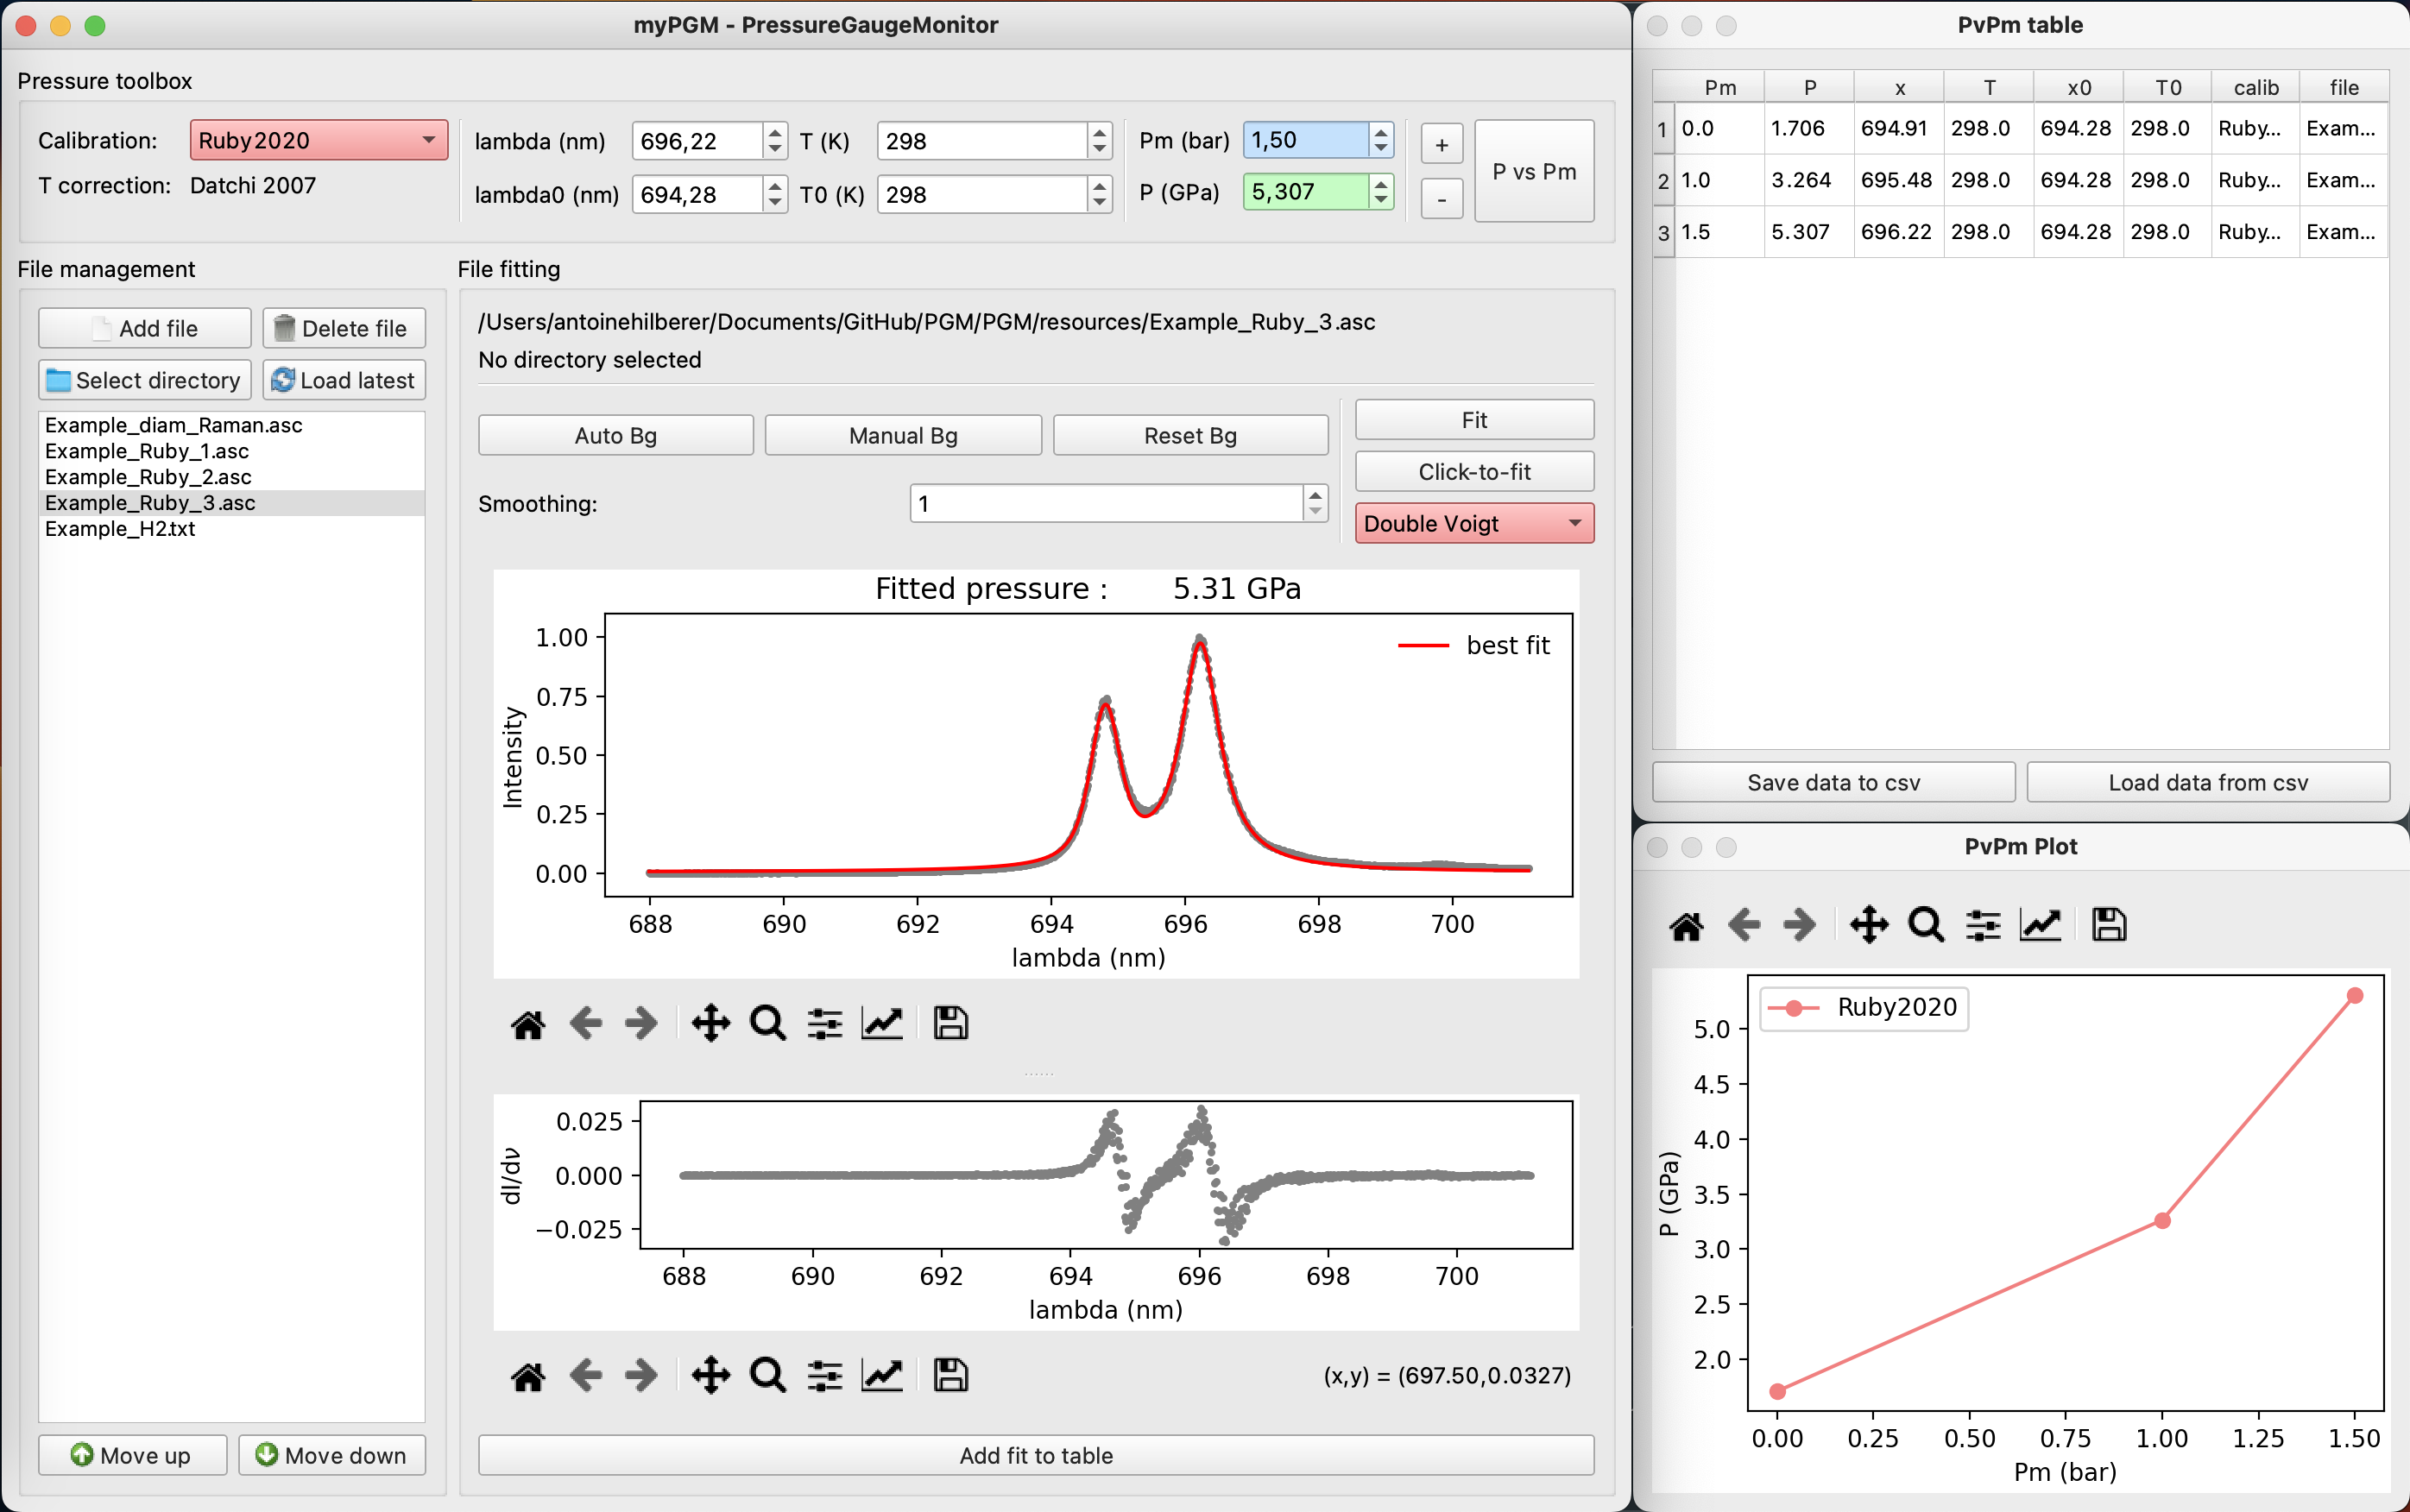 myPGM - PressureGaugeMonitor
Pressure toolbox
Calibration: Ruby2020
T correction: Datchi 2007
lambda (nm) 696,22 T (K) 298
lambda0 (nm) 694,28 T0 (K) 298
Pm (bar) 1,50
P (GPa) 5,307
+
-
P vs Pm
File management
Add file Delete file
Select directory Load latest
Example_diam_Raman.asc
Example_Ruby_1.asc
Example_Ruby_2.asc
Example_Ruby_3.asc
Example_H2.txt
Move up Move down
File fitting
/Users/antoinehilberer/Documents/GitHub/PGM/PGM/resources/Example_Ruby_3.asc
No directory selected
Auto Bg Manual Bg Reset Bg
Smoothing: 1
Fit
Click-to-fit
Double Voigt
Fitted pressure : 5.31 GPa
best fit
Intensity
1.00
0.75
0.50
0.25
0.00
688 690 692 694 696 698 700
lambda (nm)
dI/dν
0.025
0.000
−0.025
688 690 692 694 696 698 700
lambda (nm)
(x,y) = (697.50,0.0327)
Add fit to table
PvPm table
Pm P x T x0 T0 calib file
1 0.0 1.706 694.91 298.0 694.28 298.0 Ruby... Exam...
2 1.0 3.264 695.48 298.0 694.28 298.0 Ruby... Exam...
3 1.5 5.307 696.22 298.0 694.28 298.0 Ruby... Exam...
Save data to csv Load data from csv
PvPm Plot
Ruby2020
P (GPa)
5.0
4.5
4.0
3.5
3.0
2.5
2.0
0.00 0.25 0.50 0.75 1.00 1.25 1.50
Pm (bar)